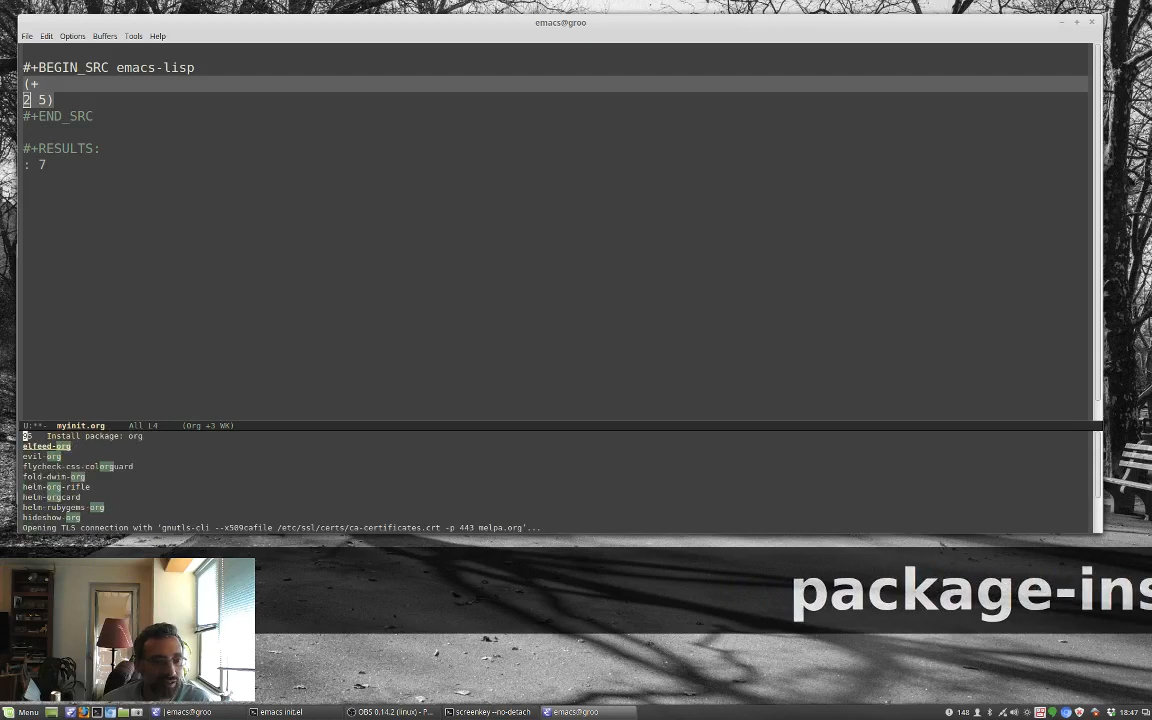 emacs@groo
File Edit Options Buffers Tools Help
#+BEGIN_SRC emacs-lisp
(+
2 5)
#+END_SRC
#+RESULTS:
: 7
U:**- myinit.org All L4 (Org +3 WK)
95 Install package: org
elfeed-org
evil-org
flycheck-css-colorguard
fold-dwim-org
helm-org-rifle
helm-orgcard
helm-rubygems-org
hideshow-org
Opening TLS connection with 'gnutls-cli --x509cafile /etc/ssl/certs/ca-certificates.crt -p 443 melpa.org'...
package-ins
Menu |emacs@groo emacs init.el OBS 0.14.2 (linux) - P... screenkey --no-detach emacs@groo 148 18:47